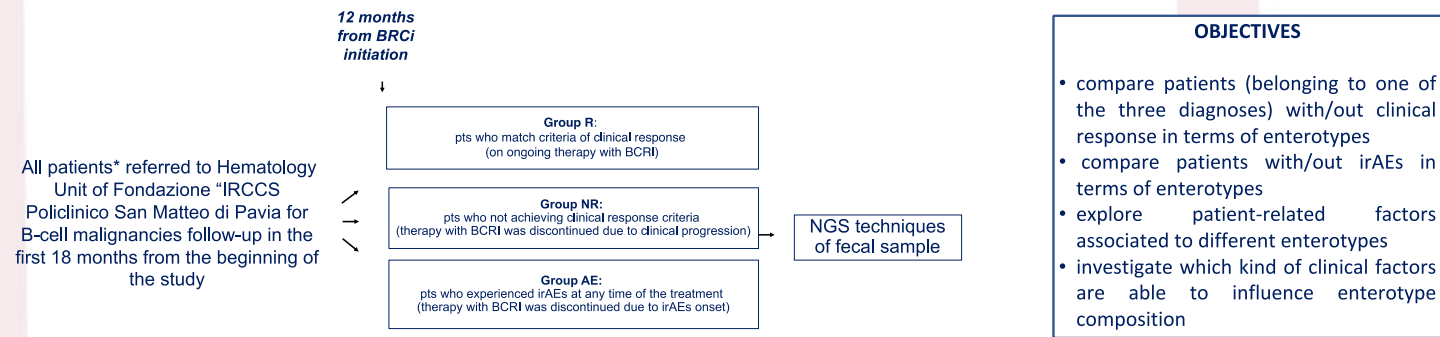 12 months
from BRCi
initiation
All patients* referred to Hematology
Unit of Fondazione “IRCCS
Policlinico San Matteo di Pavia for
B-cell malignancies follow-up in the
first 18 months from the beginning of
the study
Group R:
pts who match criteria of clinical response
(on ongoing therapy with BCRI)
Group NR:
pts who not achieving clinical response criteria
(therapy with BCRI was discontinued due to clinical progression)
Group AE:
pts who experienced irAEs at any time of the treatment
(therapy with BCRI was discontinued due to irAEs onset)
NGS techniques
of fecal sample
OBJECTIVES
• compare patients (belonging to one of
the three diagnoses) with/out clinical
response in terms of enterotypes
• compare patients with/out irAEs in
terms of enterotypes
• explore patient-related factors
associated to different enterotypes
• investigate which kind of clinical factors
are able to influence enterotype
composition